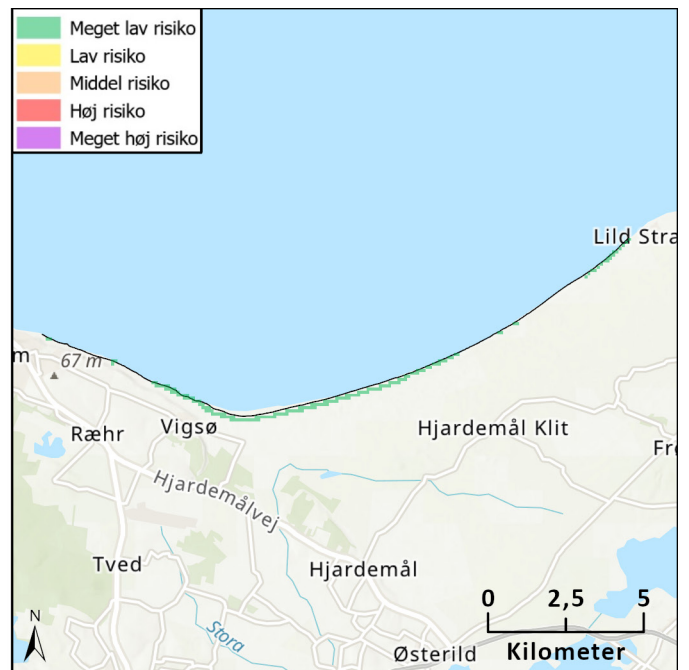 Meget lav risiko
Lav risiko
Middel risiko
Høj risiko
Meget høj risiko
Lild Stra
m
67 m
Ræhr
Vigsø
Hjardemål Klit
Frø
Hjardemålvej
Tved
Hjardemål
Stora
Østerild
N
0 2,5 5
Kilometer